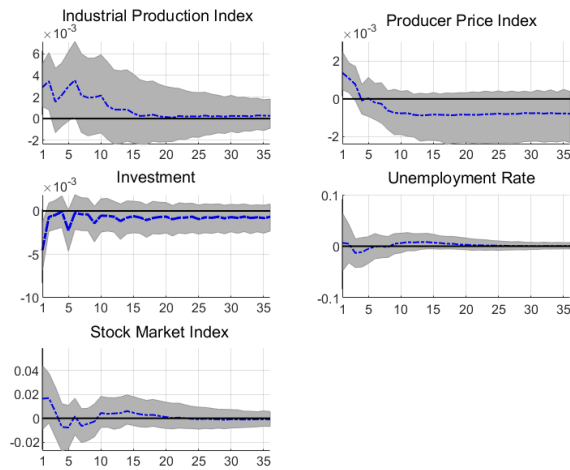 Industrial Production Index
×10⁻³
6
4
2
0
-2
1 5 10 15 20 25 30 35
Producer Price Index
×10⁻³
2
0
-2
1 5 10 15 20 25 30 35
Investment
×10⁻³
0
-5
-10
1 5 10 15 20 25 30 35
Unemployment Rate
0.1
0
-0.1
1 5 10 15 20 25 30 35
Stock Market Index
0.04
0.02
0
-0.02
1 5 10 15 20 25 30 35